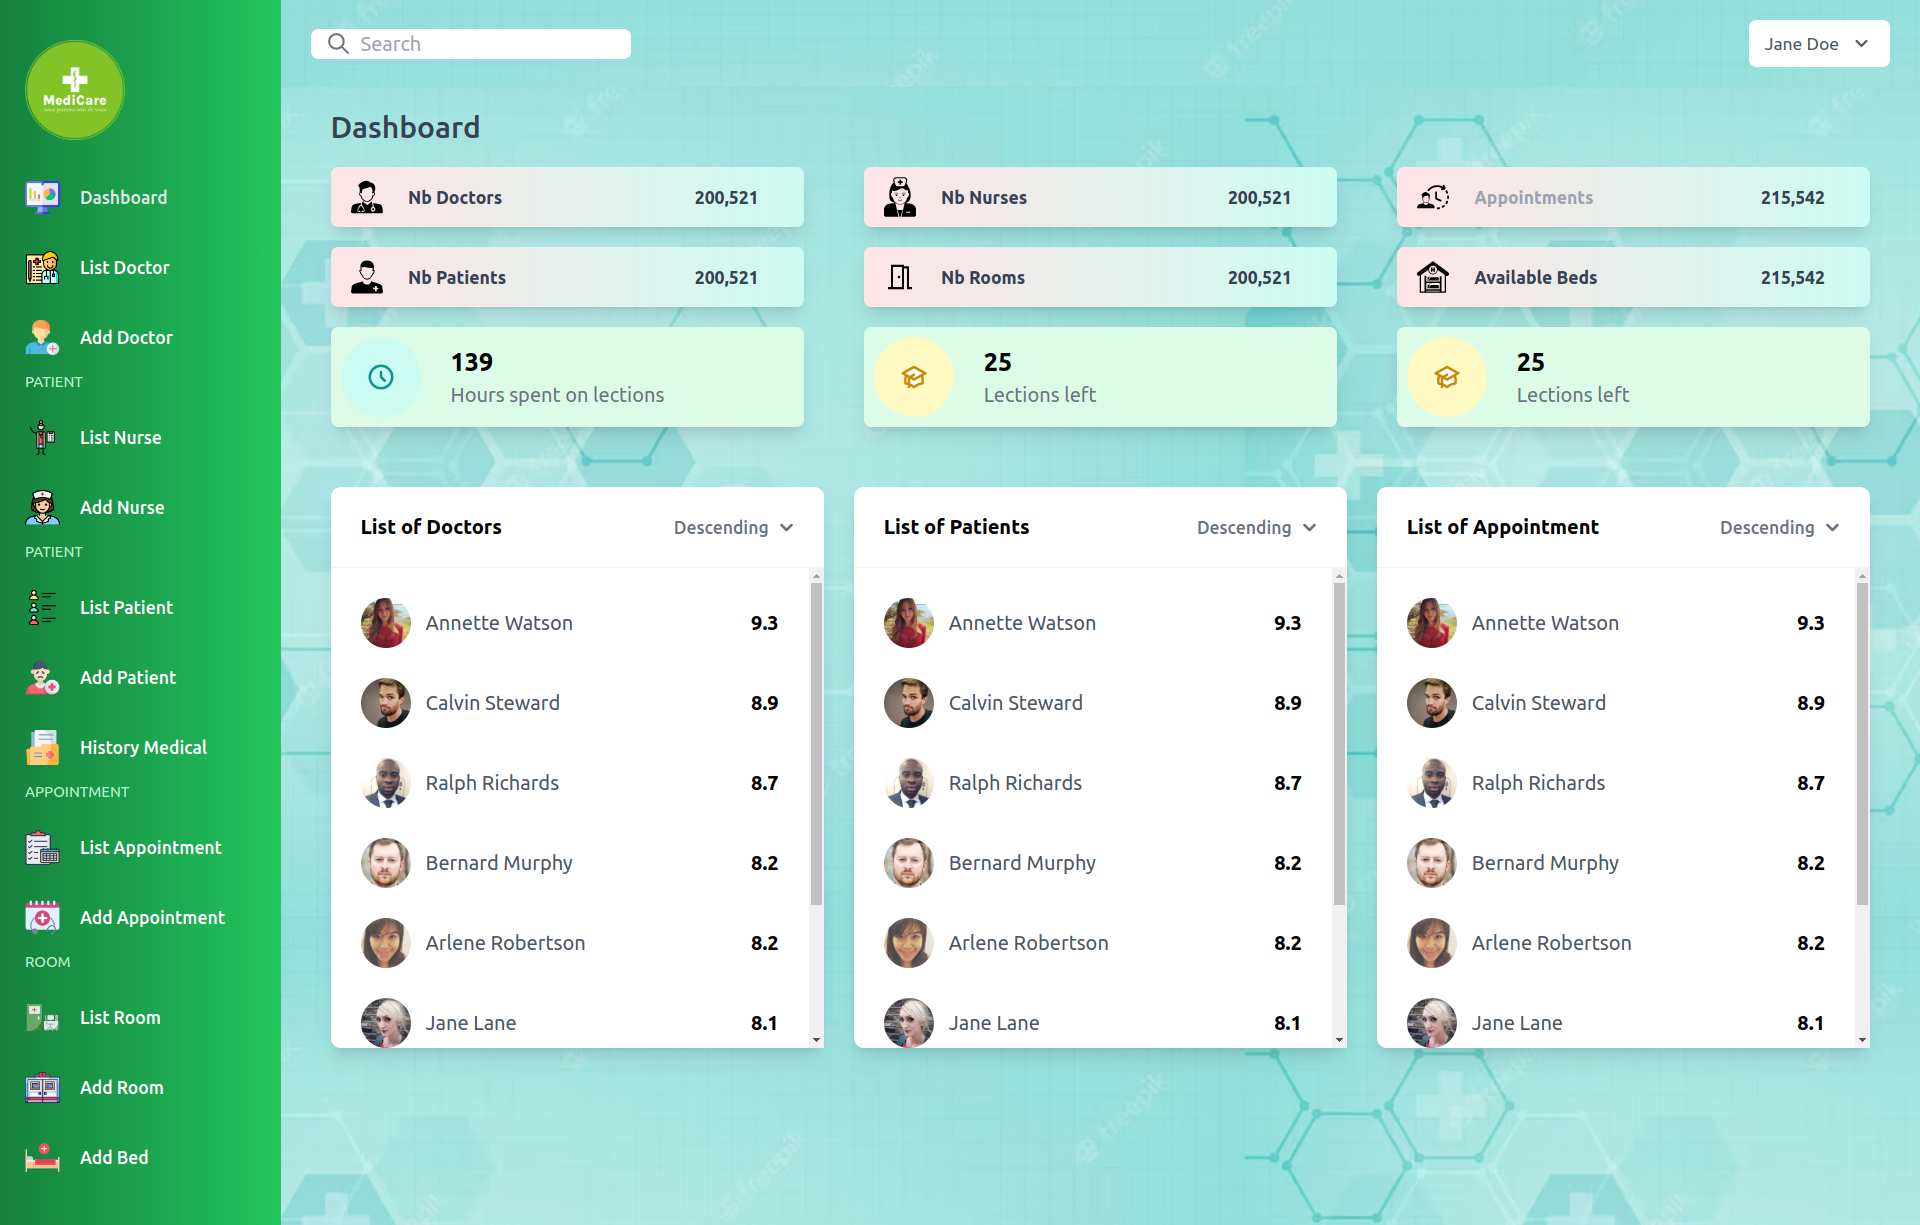 MediCare
Dashboard
List Doctor
Add Doctor
PATIENT
List Nurse
Add Nurse
PATIENT
List Patient
Add Patient
History Medical
APPOINTMENT
List Appointment
Add Appointment
ROOM
List Room
Add Room
Add Bed
Search
Jane Doe
Dashboard
Nb Doctors 200,521
Nb Nurses 200,521
Appointments 215,542
Nb Patients 200,521
Nb Rooms 200,521
Available Beds 215,542
139
Hours spent on lections
25
Lections left
25
Lections left
List of Doctors Descending
Annette Watson 9.3
Calvin Steward 8.9
Ralph Richards 8.7
Bernard Murphy 8.2
Arlene Robertson 8.2
Jane Lane 8.1
List of Patients Descending
Annette Watson 9.3
Calvin Steward 8.9
Ralph Richards 8.7
Bernard Murphy 8.2
Arlene Robertson 8.2
Jane Lane 8.1
List of Appointment Descending
Annette Watson 9.3
Calvin Steward 8.9
Ralph Richards 8.7
Bernard Murphy 8.2
Arlene Robertson 8.2
Jane Lane 8.1
freepik